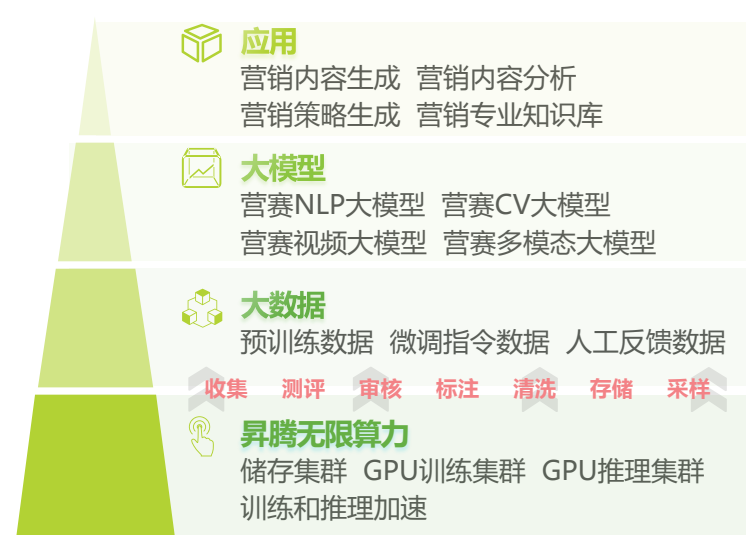 应用
营销内容生成 营销内容分析
营销策略生成 营销专业知识库
大模型
营赛NLP大模型 营赛CV大模型
营赛视频大模型 营赛多模态大模型
大数据
预训练数据 微调指令数据 人工反馈数据
收集 测评 审核 标注 清洗 存储 采样
昇腾无限算力
储存集群 GPU训练集群 GPU推理集群
训练和推理加速